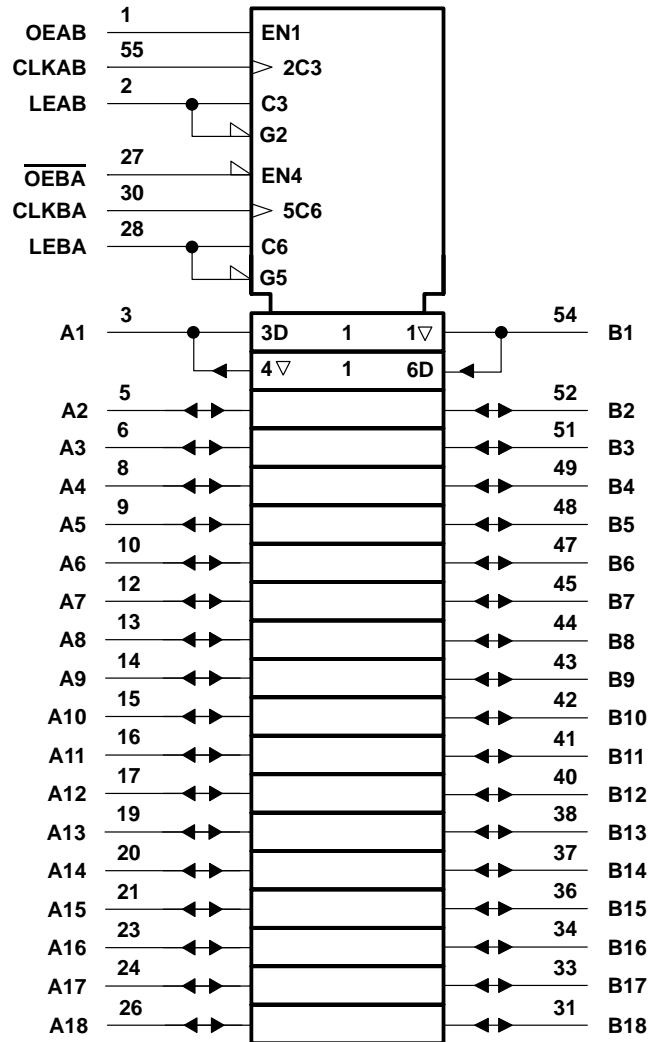 OEAB 1 EN1
CLKAB 55 2C3
LEAB 2 C3
G2
OEBA 27 EN4
CLKBA 30 5C6
LEBA 28 C6
G5
A1 3 3D 1 1▽ 54 B1
4▽ 1 6D
A2 5 52 B2
A3 6 51 B3
A4 8 49 B4
A5 9 48 B5
A6 10 47 B6
A7 12 45 B7
A8 13 44 B8
A9 14 43 B9
A10 15 42 B10
A11 16 41 B11
A12 17 40 B12
A13 19 38 B13
A14 20 37 B14
A15 21 36 B15
A16 23 34 B16
A17 24 33 B17
A18 26 31 B18